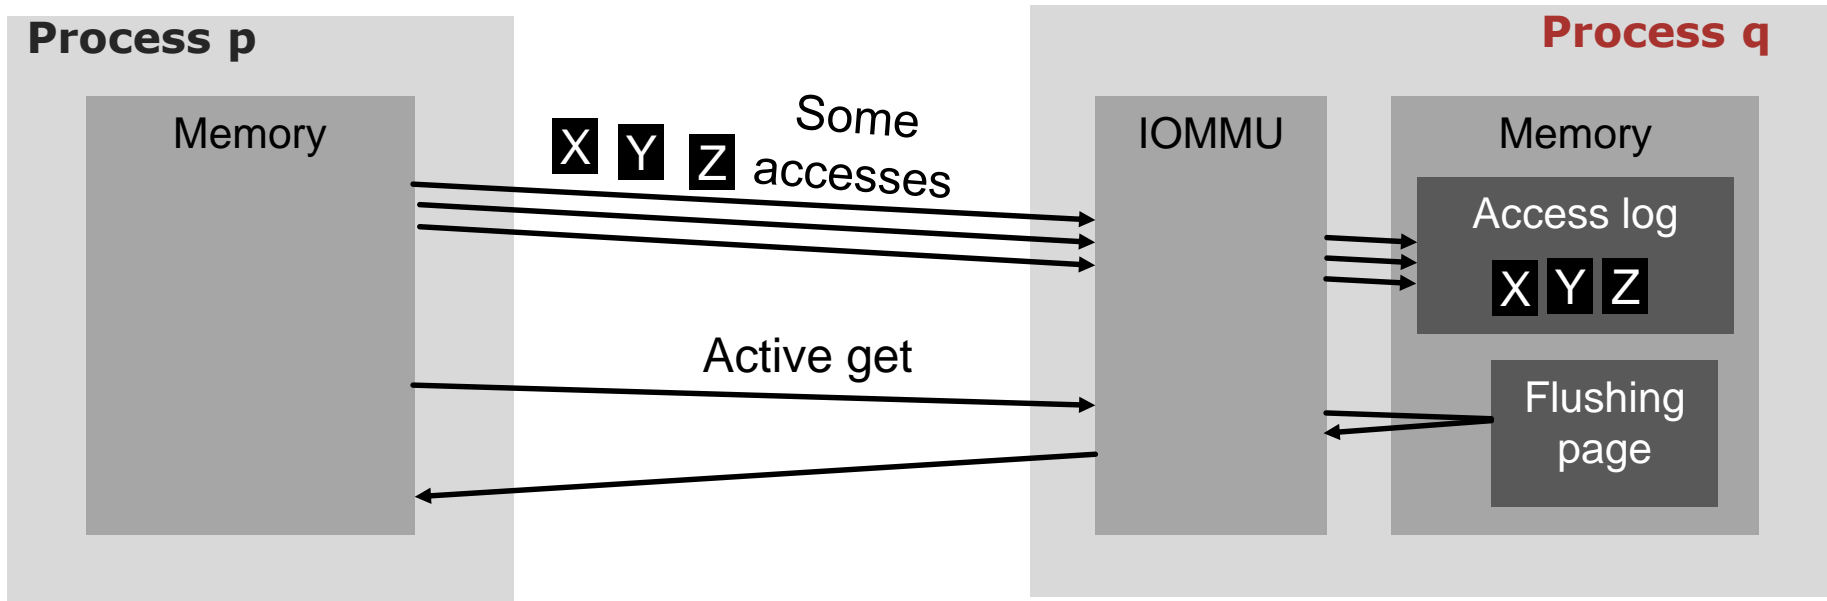 Process p
Memory
X Y Z
Some
accesses
Active get
Process q
IOMMU
Memory
Access log
X Y Z
Flushing
page